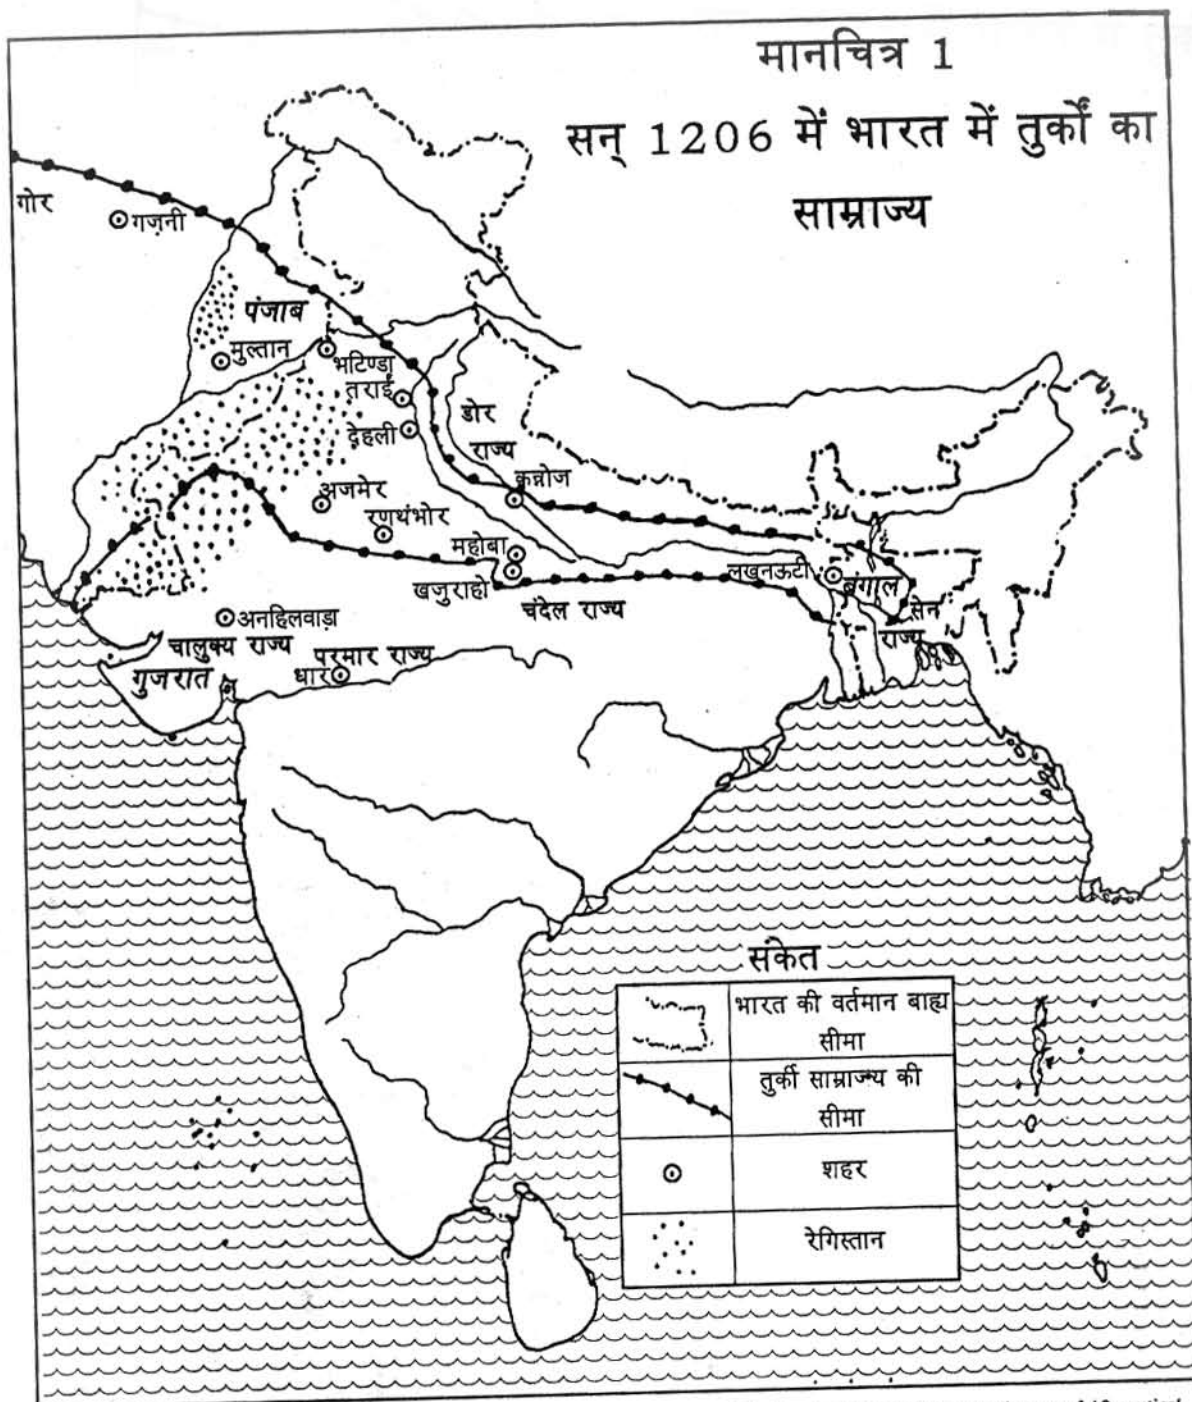 मानचित्र 1
सन् 1206 में भारत में तुर्कों का
साम्राज्य
गोर
गज़नी
पंजाब
मुल्तान
भटिण्डा
तराई
देहली
डोर
राज्य
कन्नोज
अजमेर
रणथंभोर
महोबा
खजुराहो
चंदेल राज्य
लखनऊटी
बंगाल
सेन
राज्य
अनहिलवाड़ा
चालुक्य राज्य
गुजरात
परमार राज्य
धार
संकेत
भारत की वर्तमान बाह्य
सीमा
तुर्की साम्राज्य की
सीमा
शहर
रेगिस्तान